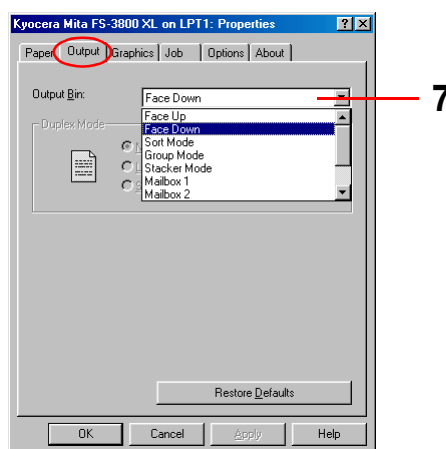 Kyocera Mita FS-3800 XL on LPT1: Properties
Paper Output Graphics Job Options About
Output Bin: Face Down
7
Face Up
Duplex Mode
Face Down
Sort Mode
Group Mode
Stacker Mode
Mailbox 1
Mailbox 2
Restore Defaults
OK Cancel Apply Help